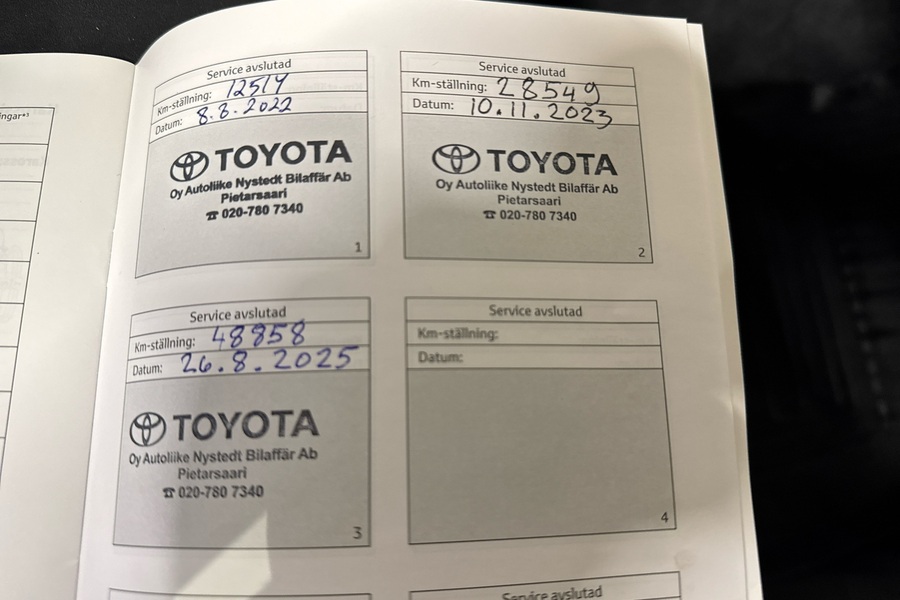 ingar*¹
Service avslutad
Km-ställning: 12519
Datum: 8.8.2022
TOYOTA
Oy Autoliike Nystedt Bilaffär Ab
Pietarsaari
☎ 020-780 7340
1
Service avslutad
Km-ställning: 28549
Datum: 10.11.2023
TOYOTA
Oy Autoliike Nystedt Bilaffär Ab
Pietarsaari
☎ 020-780 7340
2
Service avslutad
Km-ställning: 48858
Datum: 26.8.2025
TOYOTA
Oy Autoliike Nystedt Bilaffär Ab
Pietarsaari
☎ 020-780 7340
3
Service avslutad
Km-ställning:
Datum:
4
Service avslutad